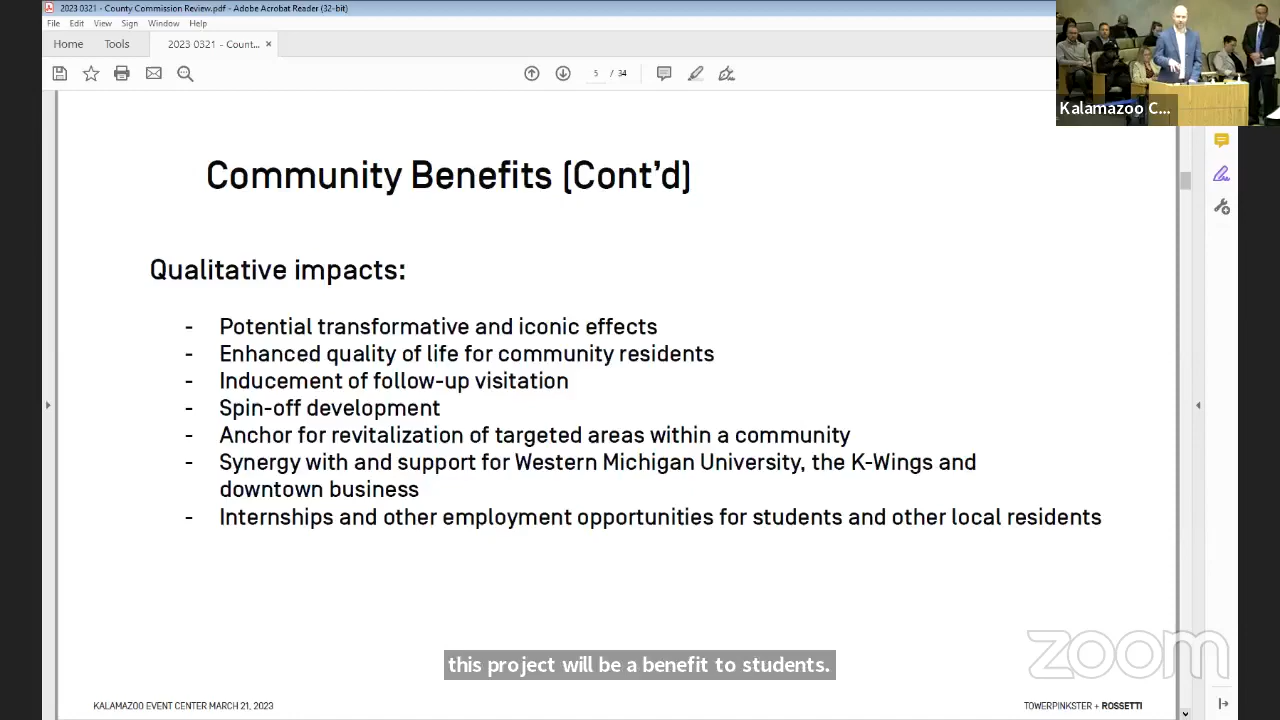 2023 0321 - County Commission Review.pdf - Adobe Acrobat Reader (32-bit)
File Edit View Sign Window Help
Home Tools 2023 0321 - Count... ×
5 / 34
Kalamazoo C...
Community Benefits (Cont'd)
Qualitative impacts:
- Potential transformative and iconic effects
- Enhanced quality of life for community residents
- Inducement of follow-up visitation
- Spin-off development
- Anchor for revitalization of targeted areas within a community
- Synergy with and support for Western Michigan University, the K-Wings and
downtown business
- Internships and other employment opportunities for students and other local residents
zoom
this project will be a benefit to students.
KALAMAZOO EVENT CENTER MARCH 21, 2023
TOWERPINKSTER + ROSSETTI